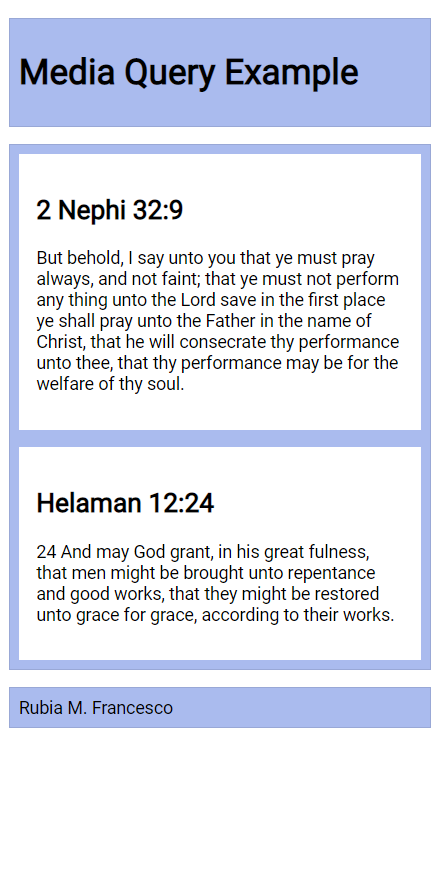 Media Query Example
2 Nephi 32:9
But behold, I say unto you that ye must pray
always, and not faint; that ye must not perform
any thing unto the Lord save in the first place
ye shall pray unto the Father in the name of
Christ, that he will consecrate thy performance
unto thee, that thy performance may be for the
welfare of thy soul.
Helaman 12:24
24 And may God grant, in his great fulness,
that men might be brought unto repentance
and good works, that they might be restored
unto grace for grace, according to their works.
Rubia M. Francesco